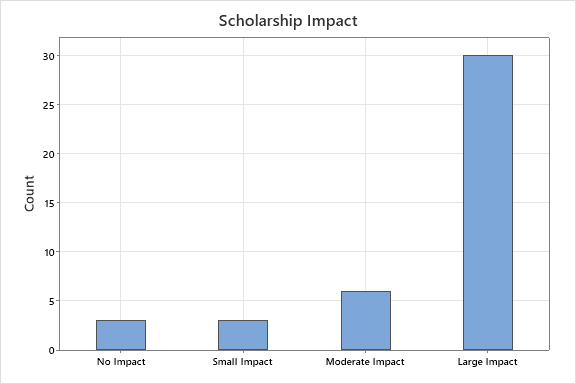 Scholarship Impact
Count
30
25
20
15
10
5
0
No Impact
Small Impact
Moderate Impact
Large Impact